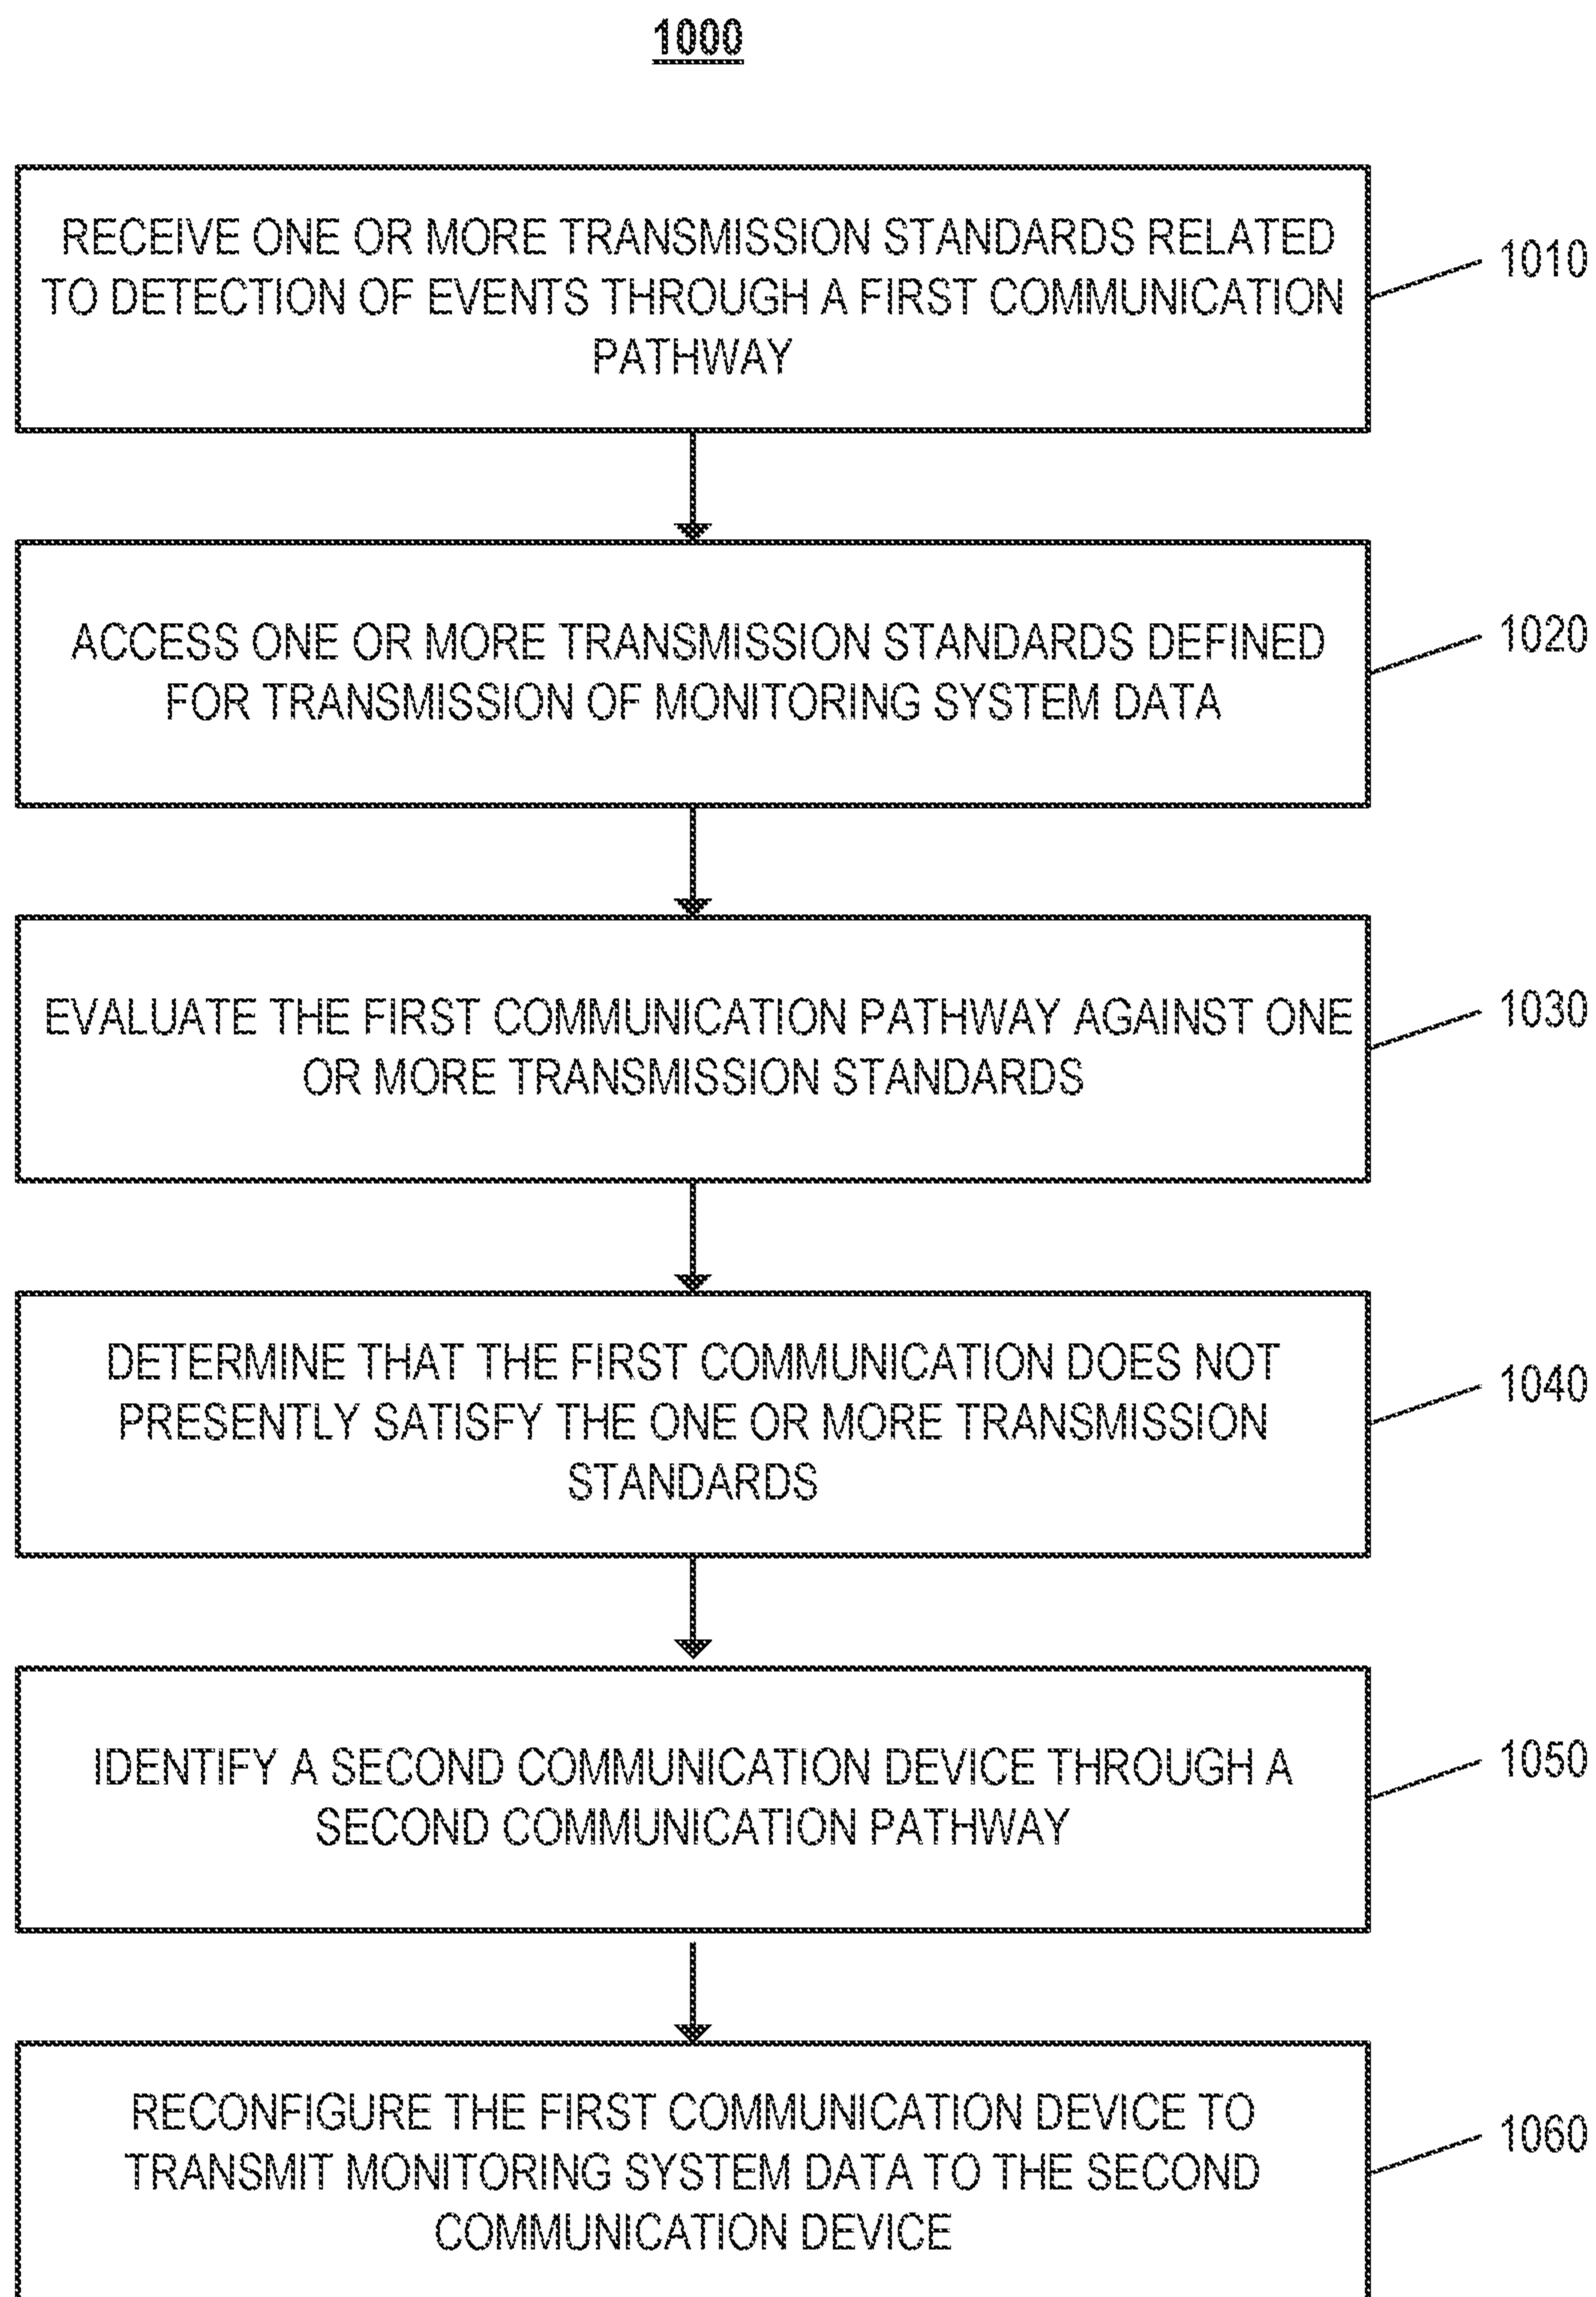 1000
RECEIVE ONE OR MORE TRANSMISSION STANDARDS RELATED
TO DETECTION OF EVENTS THROUGH A FIRST COMMUNICATION
PATHWAY
1010
ACCESS ONE OR MORE TRANSMISSION STANDARDS DEFINED
FOR TRANSMISSION OF MONITORING SYSTEM DATA
1020
EVALUATE THE FIRST COMMUNICATION PATHWAY AGAINST ONE
OR MORE TRANSMISSION STANDARDS
1030
DETERMINE THAT THE FIRST COMMUNICATION DOES NOT
PRESENTLY SATISFY THE ONE OR MORE TRANSMISSION
STANDARDS
1040
IDENTIFY A SECOND COMMUNICATION DEVICE THROUGH A
SECOND COMMUNICATION PATHWAY
1050
RECONFIGURE THE FIRST COMMUNICATION DEVICE TO
TRANSMIT MONITORING SYSTEM DATA TO THE SECOND
COMMUNICATION DEVICE
1060